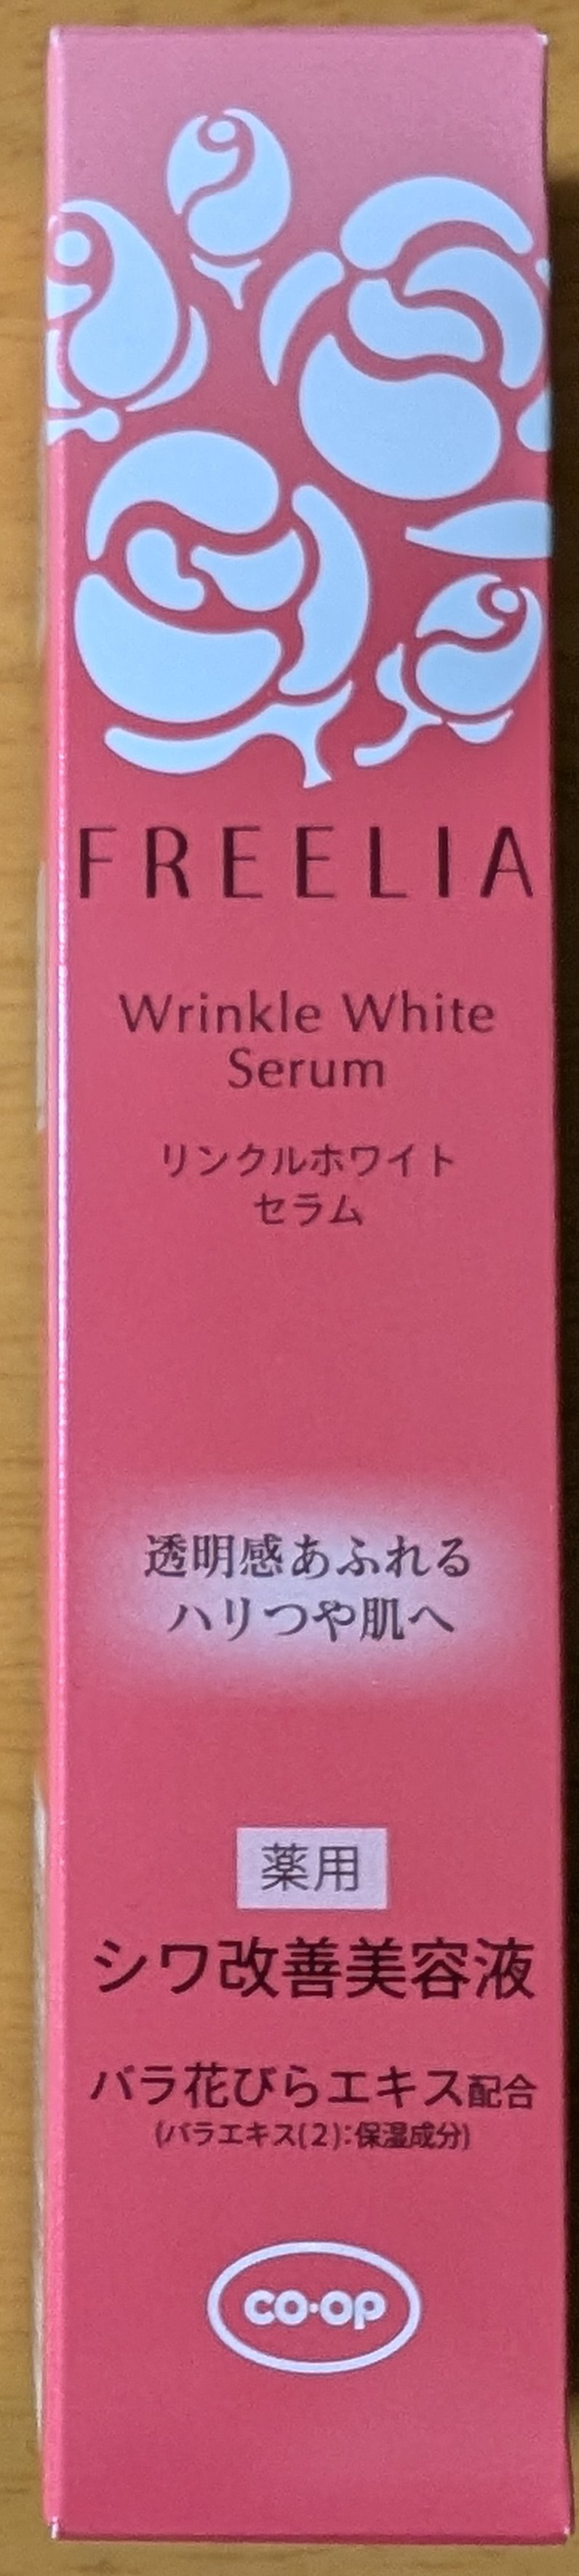 FREELIA
Wrinkle White
Serum
リンクルホワイト
セラム
透明感あふれる
ハリつや肌へ
薬用
シワ改善美容液
バラ花びらエキス配合
(バラエキス(2):保湿成分)
CO·OP